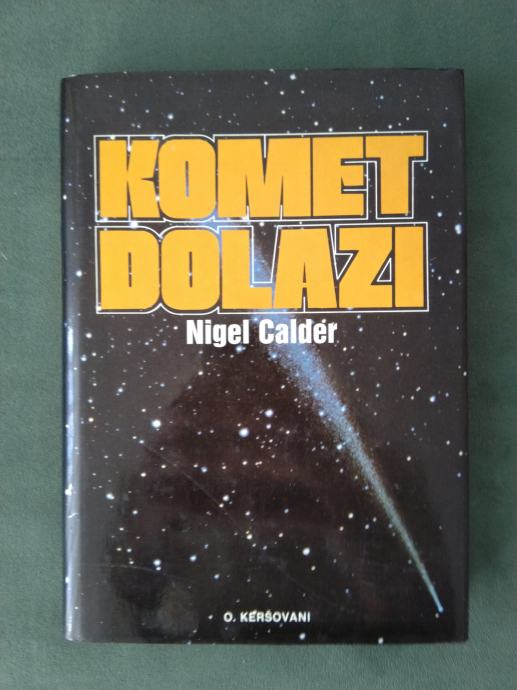 KOMET
DOLAZI
Nigel Calder
O. KERŠOVANI